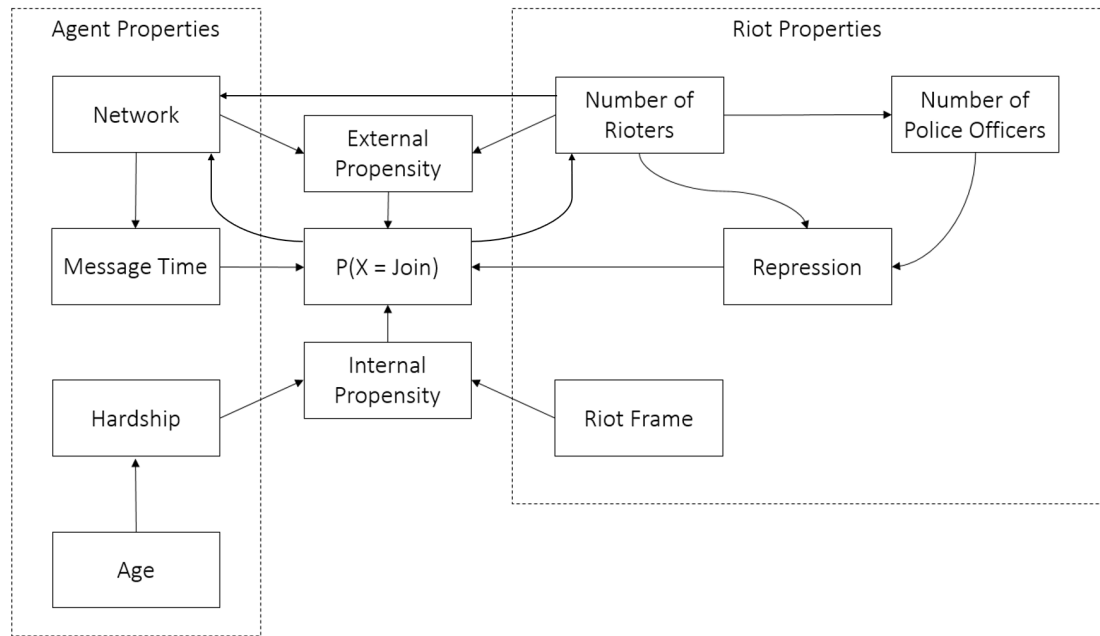 Agent Properties
Riot Properties
Network
External
Propensity
Number of
Rioters
Number of
Police Officers
Message Time
P(X = Join)
Repression
Hardship
Internal
Propensity
Riot Frame
Age